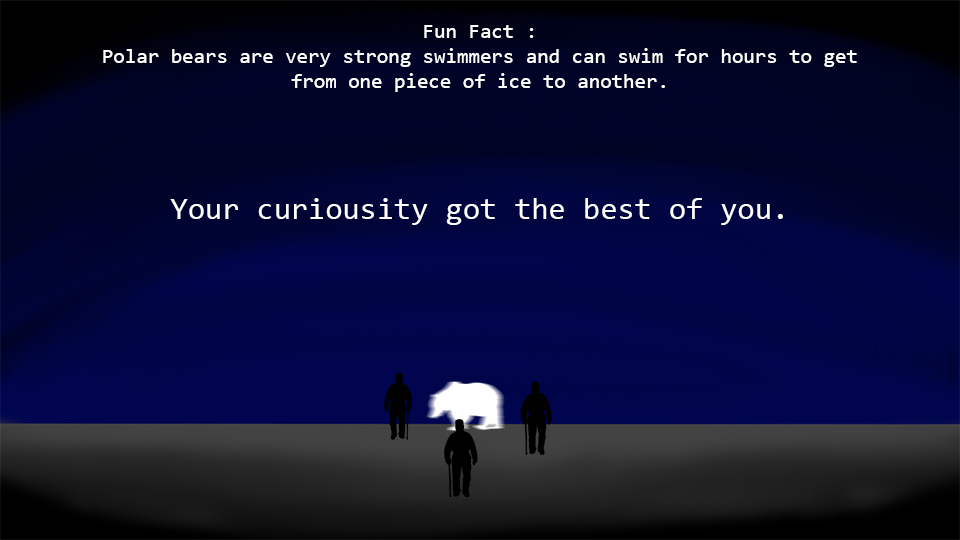 Fun Fact :
Polar bears are very strong swimmers and can swim for hours to get
from one piece of ice to another.
Your curiousity got the best of you.